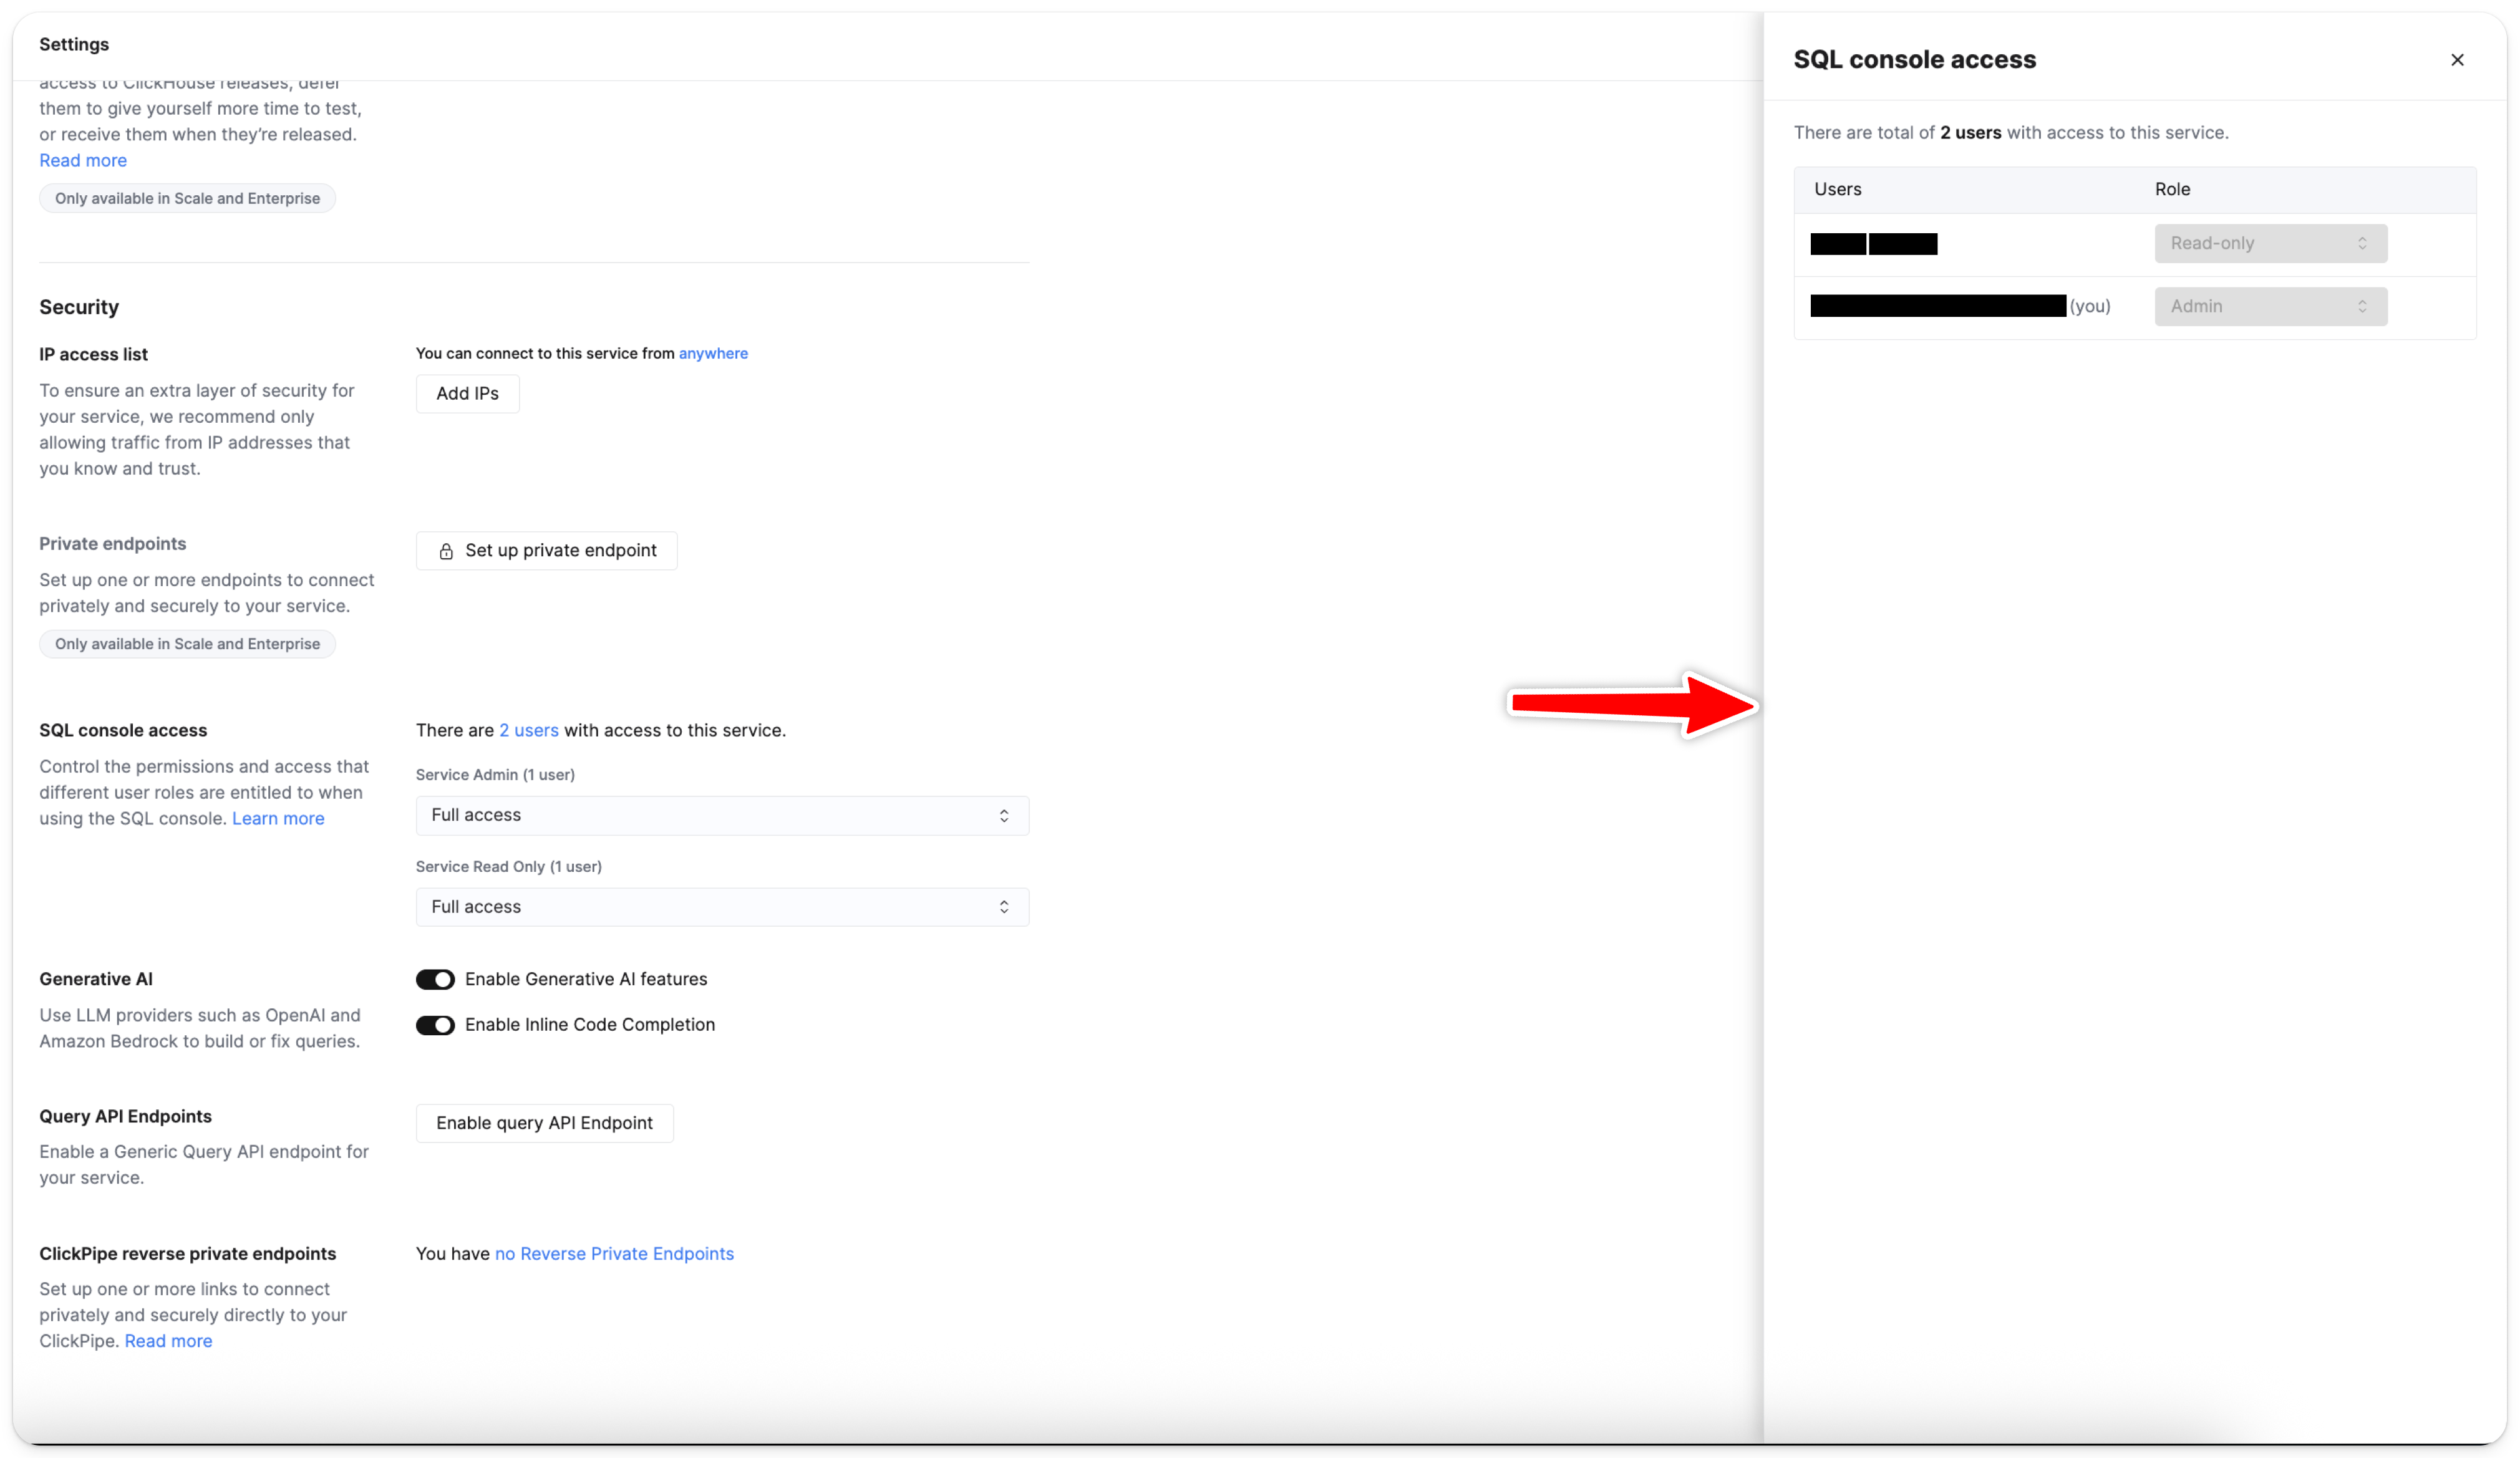 Settings
access to ClickHouse releases, defer
them to give yourself more time to test,
or receive them when they’re released.
Read more
Only available in Scale and Enterprise
Security
IP access list
To ensure an extra layer of security for
your service, we recommend only
allowing traffic from IP addresses that
you know and trust.
You can connect to this service from anywhere
Add IPs
Private endpoints
Set up one or more endpoints to connect
privately and securely to your service.
Only available in Scale and Enterprise
Set up private endpoint
SQL console access
Control the permissions and access that
different user roles are entitled to when
using the SQL console. Learn more
There are 2 users with access to this service.
Service Admin (1 user)
Full access
Service Read Only (1 user)
Full access
Generative AI
Use LLM providers such as OpenAI and
Amazon Bedrock to build or fix queries.
Enable Generative AI features
Enable Inline Code Completion
Query API Endpoints
Enable a Generic Query API endpoint for
your service.
Enable query API Endpoint
ClickPipe reverse private endpoints
Set up one or more links to connect
privately and securely directly to your
ClickPipe. Read more
You have no Reverse Private Endpoints
SQL console access
There are total of 2 users with access to this service.
Users Role
Read-only
(you) Admin